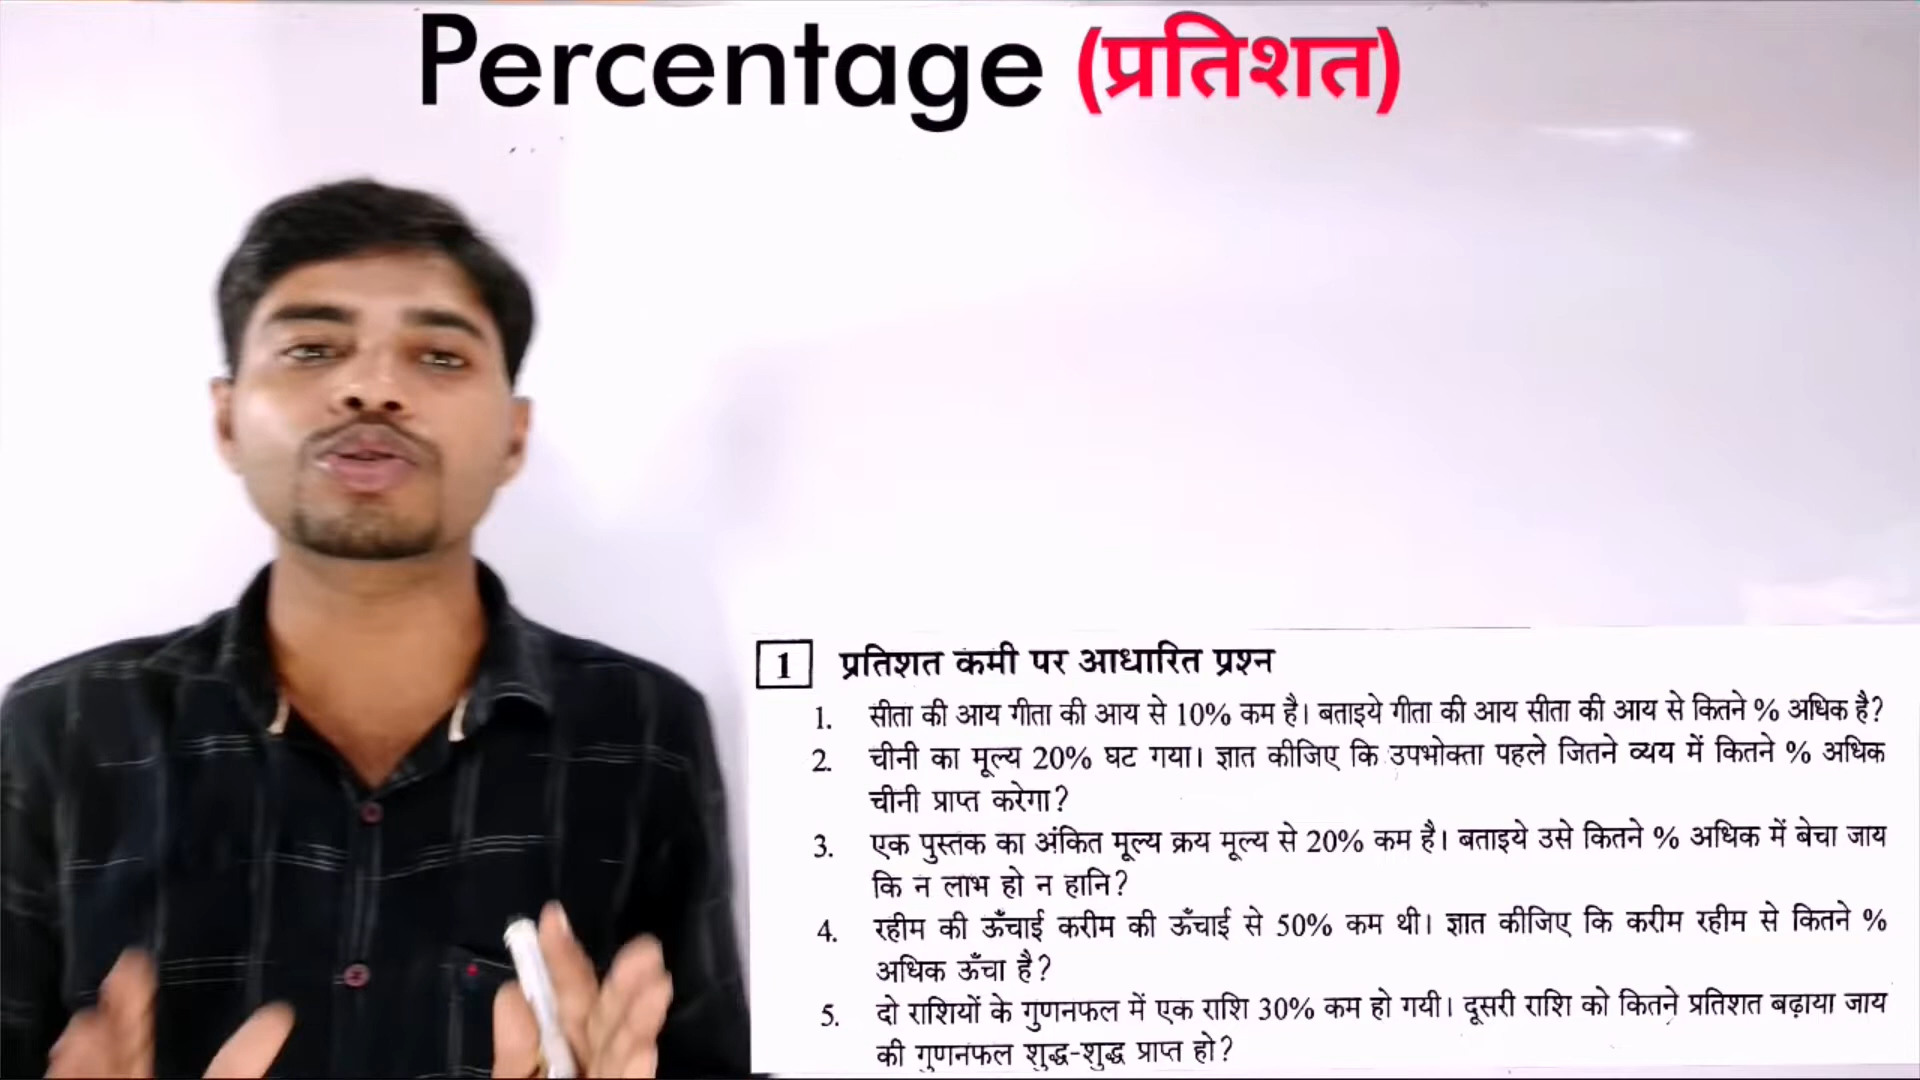 Percentage (प्रतिशत)
1 प्रतिशत कमी पर आधारित प्रश्न
1. सीता की आय गीता की आय से 10% कम है। बताइये गीता की आय सीता की आय से कितने % अधिक है?
2. चीनी का मूल्य 20% घट गया। ज्ञात कीजिए कि उपभोक्ता पहले जितने व्यय में कितने % अधिक
चीनी प्राप्त करेगा?
3. एक पुस्तक का अंकित मूल्य क्रय मूल्य से 20% कम है। बताइये उसे कितने % अधिक में बेचा जाय
कि न लाभ हो न हानि?
4. रहीम की ऊँचाई करीम की ऊँचाई से 50% कम थी। ज्ञात कीजिए कि करीम रहीम से कितने %
अधिक ऊँचा है?
5. दो राशियों के गुणनफल में एक राशि 30% कम हो गयी। दूसरी राशि को कितने प्रतिशत बढ़ाया जाय
की गुणनफल शुद्ध-शुद्ध प्राप्त हो?